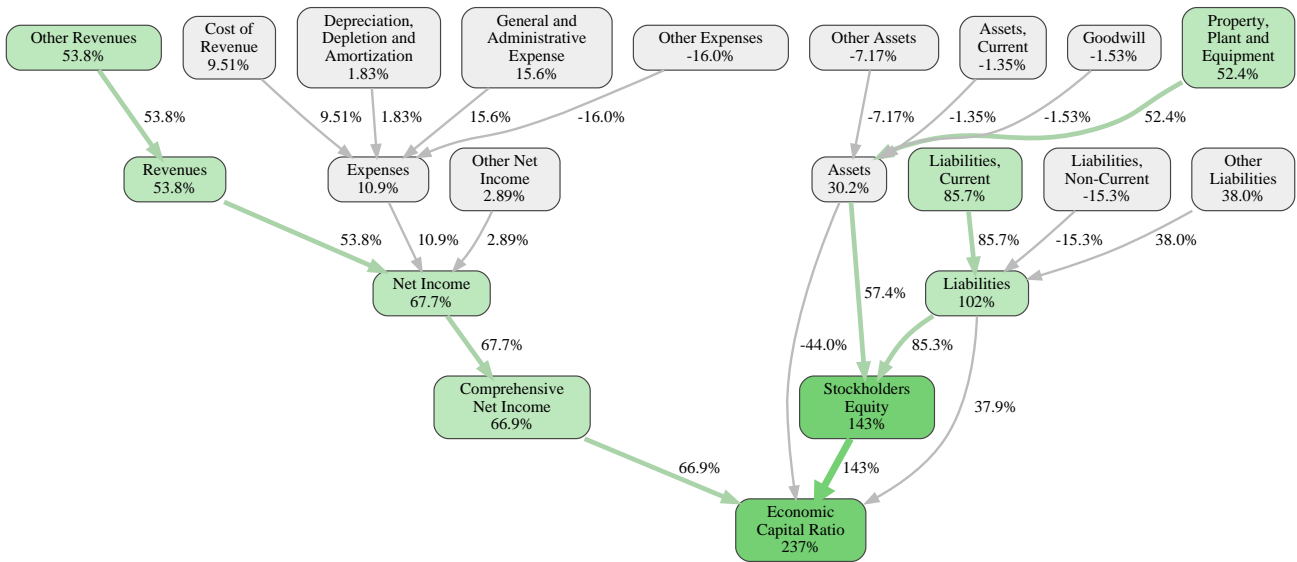 Other Revenues
53.8%
Cost of
Revenue
9.51%
Depreciation,
Depletion and
Amortization
1.83%
General and
Administrative
Expense
15.6%
Other Expenses
-16.0%
Other Assets
-7.17%
Assets,
Current
-1.35%
Goodwill
-1.53%
Property,
Plant and
Equipment
52.4%
53.8%
9.51%
1.83%
15.6%
-16.0%
-7.17%
-1.35%
-1.53%
52.4%
Revenues
53.8%
Expenses
10.9%
Other Net
Income
2.89%
Assets
30.2%
Liabilities,
Current
85.7%
Liabilities,
Non-Current
-15.3%
Other
Liabilities
38.0%
53.8%
10.9%
2.89%
85.7%
-15.3%
38.0%
Net Income
67.7%
57.4%
Liabilities
102%
67.7%
-44.0%
85.3%
Comprehensive
Net Income
66.9%
Stockholders
Equity
143%
37.9%
66.9%
143%
Economic
Capital Ratio
237%